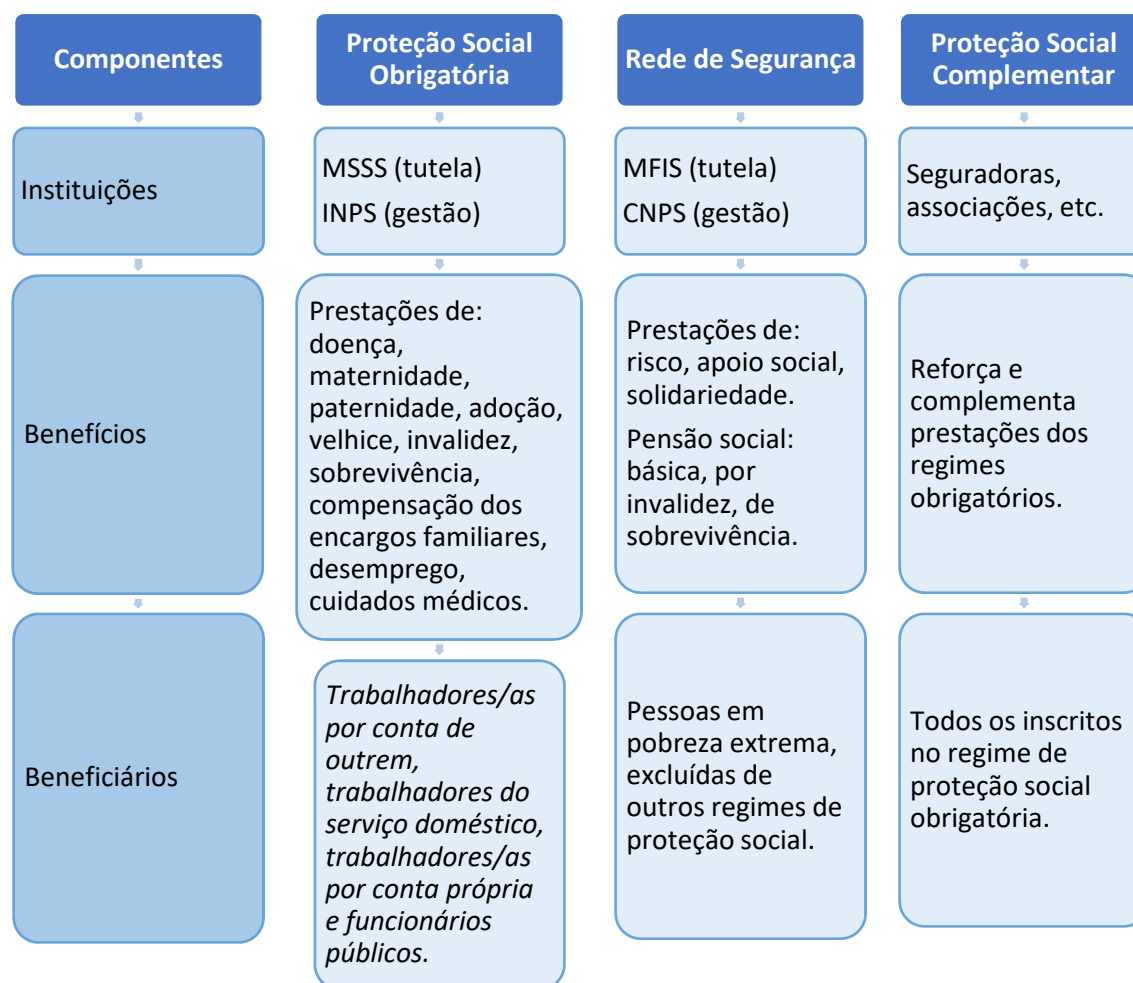 Componentes
Proteção Social
Obrigatória
Rede de Segurança
Proteção Social
Complementar
Instituições
MSSS (tutela)
INPS (gestão)
MFIS (tutela)
CNPS (gestão)
Seguradoras,
associações, etc.
Benefícios
Prestações de:
doença,
maternidade,
paternidade, adoção,
velhice, invalidez,
sobrevivência,
compensação dos
encargos familiares,
desemprego,
cuidados médicos.
Prestações de:
risco, apoio social,
solidariedade.
Pensão social:
básica, por
invalidez, de
sobrevivência.
Reforça e
complementa
prestações dos
regimes
obrigatórios.
Beneficiários
Trabalhadores/as
por conta de
outrem,
trabalhadores do
serviço doméstico,
trabalhadores/as
por conta própria
e funcionários
públicos.
Pessoas em
pobreza extrema,
excluídas de
outros regimes de
proteção social.
Todos os inscritos
no regime de
proteção social
obrigatória.